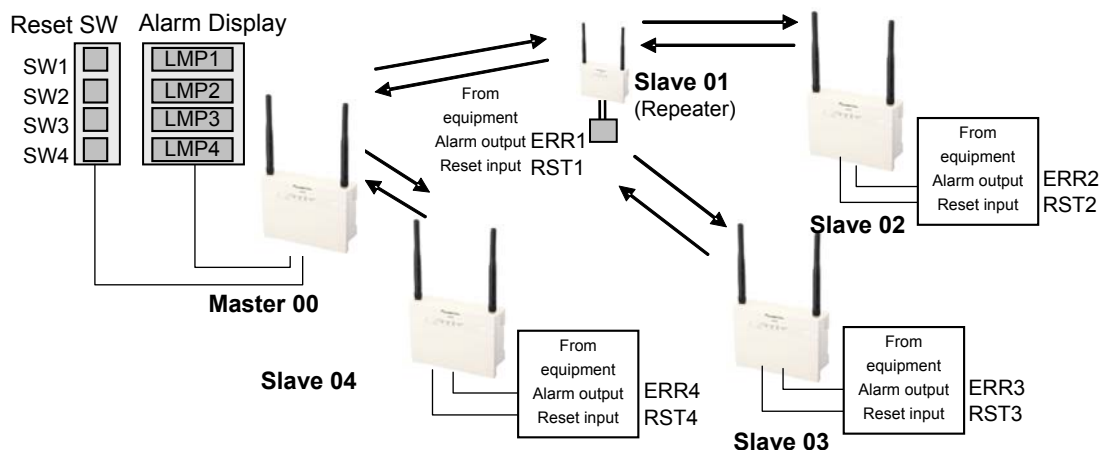 Reset SW
Alarm Display
SW1
SW2
SW3
SW4
LMP1
LMP2
LMP3
LMP4
Master 00
From
equipment
Alarm output ERR1
Reset input RST1
Slave 01
(Repeater)
From
equipment
Alarm output ERR2
Reset input RST2
Slave 02
From
equipment
Alarm output ERR4
Reset input RST4
Slave 04
From
equipment
Alarm output ERR3
Reset input RST3
Slave 03